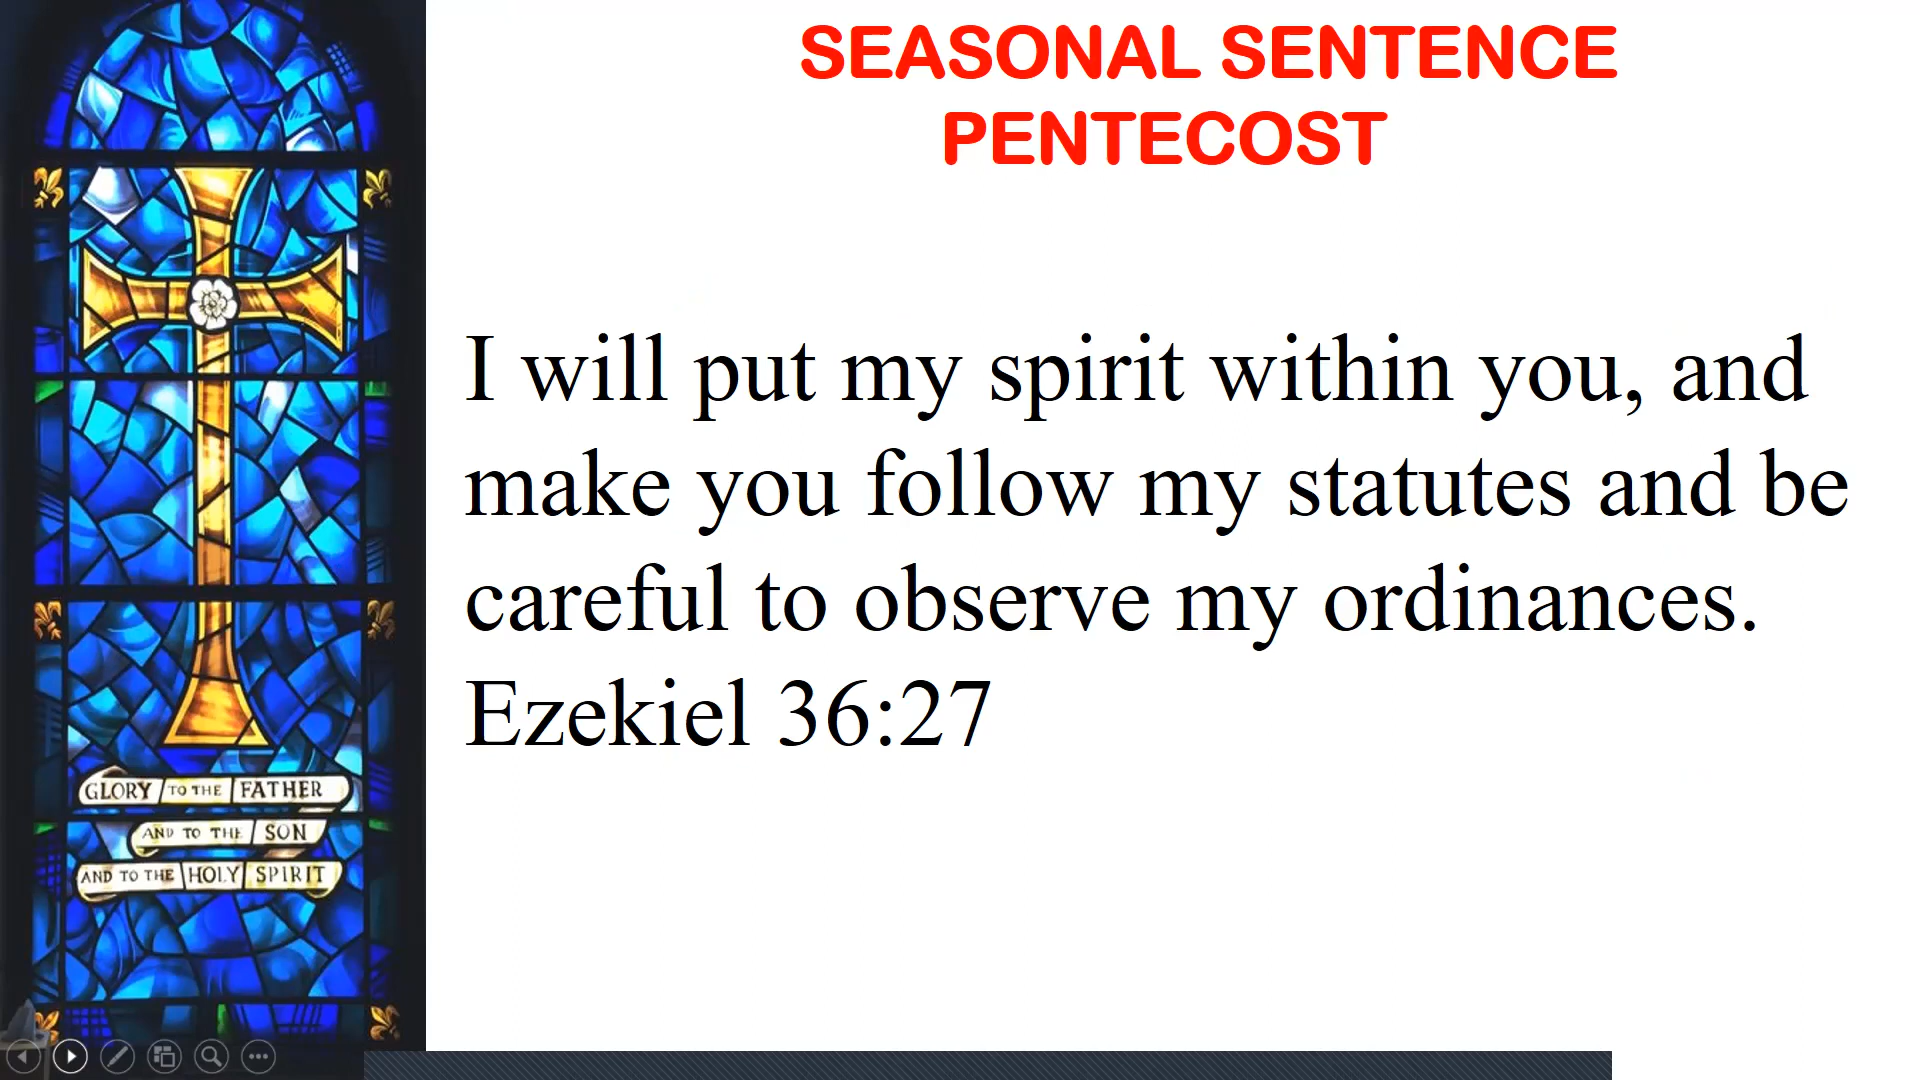 SEASONAL SENTENCE
PENTECOST
I will put my spirit within you, and
make you follow my statutes and be
careful to observe my ordinances.
Ezekiel 36:27
GLORY TO THE FATHER
AND TO THE SON
AND TO THE HOLY SPIRIT